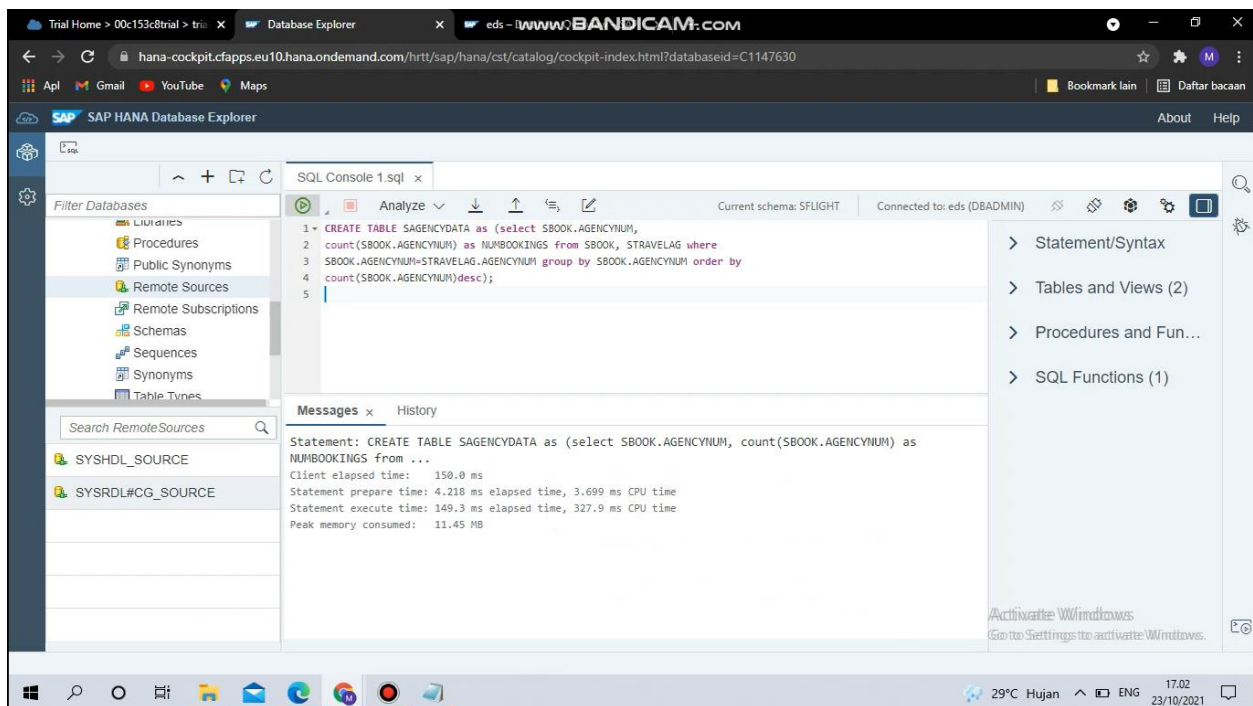 Trial Home > 00c153c8trial > tria
Database Explorer
eds –
www.BANDICAM.com
hana-cockpit.cfapps.eu10.hana.ondemand.com/hrtt/sap/hana/cst/catalog/cockpit-index.html?databaseid=C1147630
M
Apl Gmail YouTube Maps
Bookmark lain Daftar bacaan
SAP SAP HANA Database Explorer
About Help
SQL
SQL Console 1.sql
Filter Databases
Analyze
Current schema: SFLIGHT
Connected to: eds (DBADMIN)
Libraries
Procedures
Public Synonyms
Remote Sources
Remote Subscriptions
Schemas
Sequences
Synonyms
Table Types
1 CREATE TABLE SAGENCYDATA as (select SBOOK.AGENCYNUM,
2 count(SBOOK.AGENCYNUM) as NUMBOOKINGS from SBOOK, STRAVELAG where
3 SBOOK.AGENCYNUM=STRAVELAG.AGENCYNUM group by SBOOK.AGENCYNUM order by
4 count(SBOOK.AGENCYNUM)desc);
5
Statement/Syntax
Tables and Views (2)
Procedures and Fun...
SQL Functions (1)
Search RemoteSources
SYSHDL_SOURCE
SYSRDL#CG_SOURCE
Messages x History
Statement: CREATE TABLE SAGENCYDATA as (select SBOOK.AGENCYNUM, count(SBOOK.AGENCYNUM) as
NUMBOOKINGS from ...
Client elapsed time: 150.0 ms
Statement prepare time: 4.218 ms elapsed time, 3.699 ms CPU time
Statement execute time: 149.3 ms elapsed time, 327.9 ms CPU time
Peak memory consumed: 11.45 MB
Activate Windows
Go to Settings to activate Windows.
29°C Hujan
ENG
17.02
23/10/2021